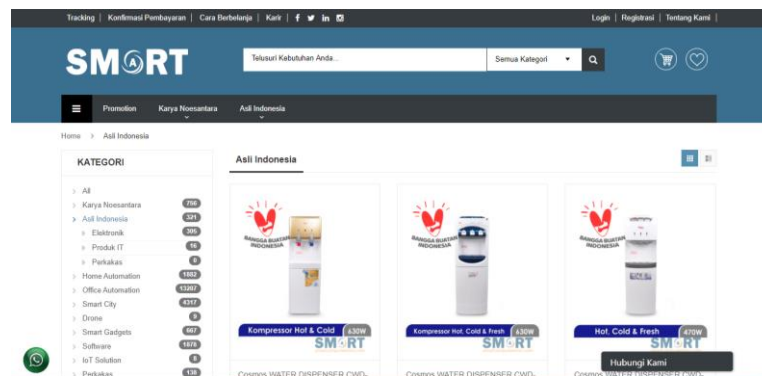 Tracking | Konfirmasi Pembayaran | Cara Berbelanja | Karir |
Login | Registrasi | Tentang Kami |
SMART
Telusuri Kebutuhan Anda...
Semua Kategori
Promotion
Karya Noesantara
Asli Indonesia
Home > Asli Indonesia
KATEGORI
All
Karya Noesantara 756
Asli Indonesia 321
Elektronik 305
Produk IT 16
Perkakas 0
Home Automation 1882
Office Automation 13207
Smart City 4317
Drone
Smart Gadgets 667
Software 1876
IoT Solution
Perkakas 138
Asli Indonesia
BANGGA BUATAN
INDONESIA
Kompressor Hot & Cold 630W
SMART
Cosmos WATER DISPENSER CWD-
BANGGA BUATAN
INDONESIA
Kompressor Hot, Cold & Fresh 630W
SMART
Cosmos WATER DISPENSER CWD-
BANGGA BUATAN
INDONESIA
Hot, Cold & Fresh 470W
SMART
Hubungi Kami